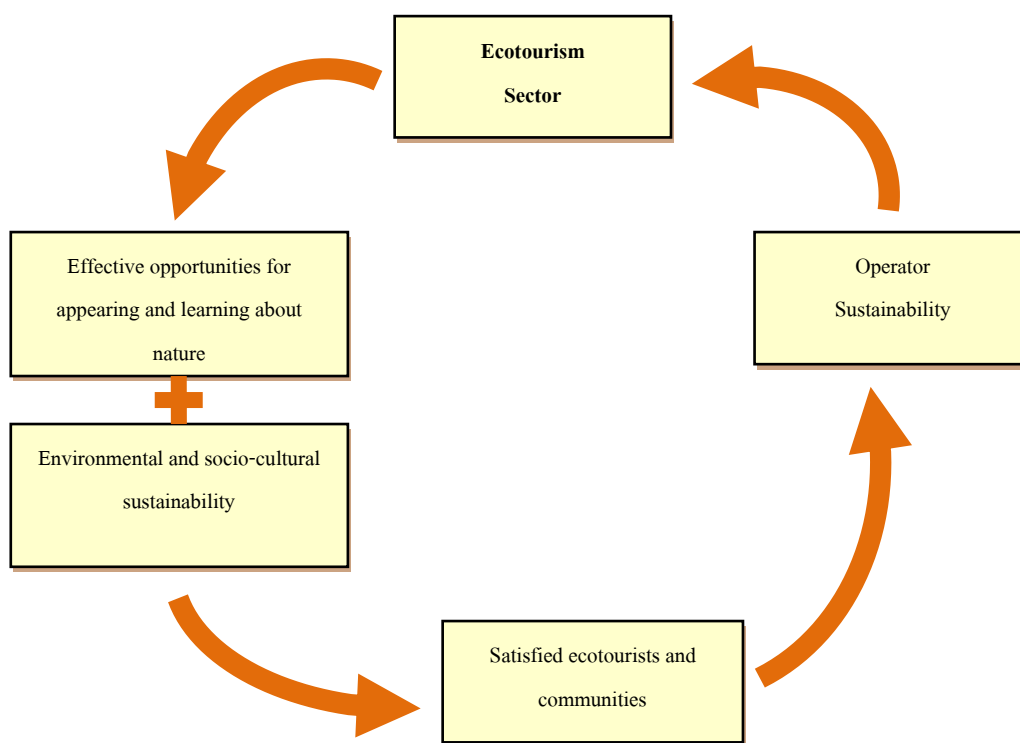 Ecotourism
Sector
Effective opportunities for
appearing and learning about
nature
Operator
Sustainability
Environmental and socio-cultural
sustainability
Satisfied ecotourists and
communities